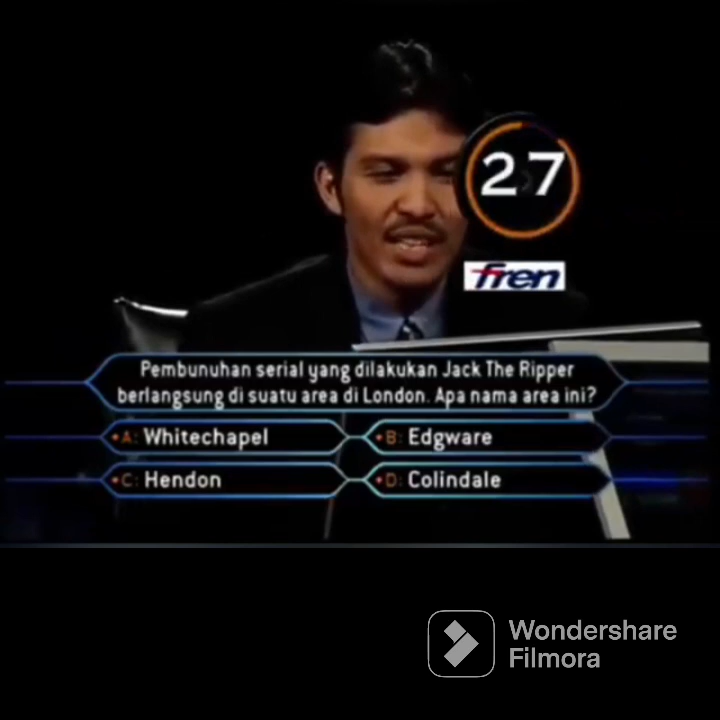 27
fren
Pembunuhan serial yang dilakukan Jack The Ripper
berlangsung di suatu area di London. Apa nama area ini?
A: Whitechapel
B: Edgware
C: Hendon
D: Colindale
Wondershare
Filmora